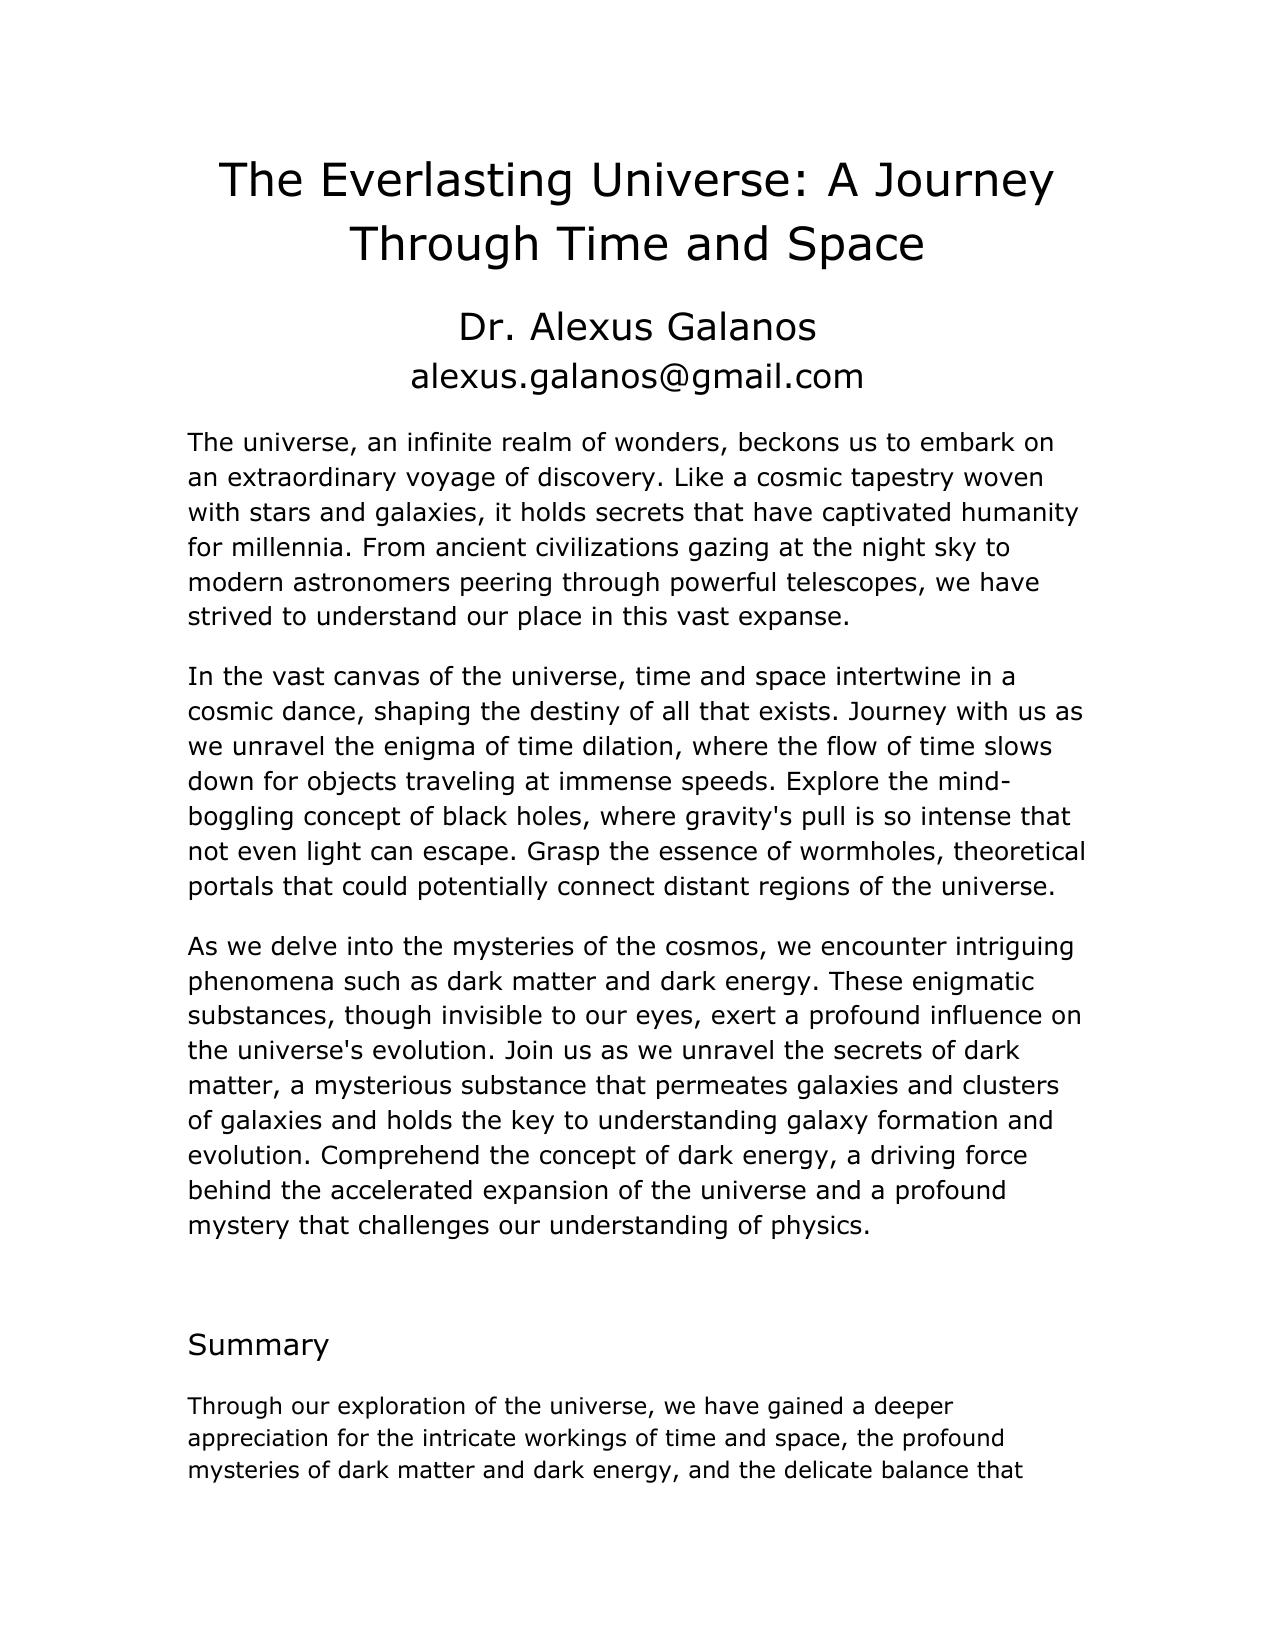 The Everlasting Universe: A Journey
Through Time and Space
Dr. Alexus Galanos
alexus.galanos@gmail.com
The universe, an infinite realm of wonders, beckons us to embark on
an extraordinary voyage of discovery. Like a cosmic tapestry woven
with stars and galaxies, it holds secrets that have captivated humanity
for millennia. From ancient civilizations gazing at the night sky to
modern astronomers peering through powerful telescopes, we have
strived to understand our place in this vast expanse.
In the vast canvas of the universe, time and space intertwine in a
cosmic dance, shaping the destiny of all that exists. Journey with us as
we unravel the enigma of time dilation, where the flow of time slows
down for objects traveling at immense speeds. Explore the mind-
boggling concept of black holes, where gravity's pull is so intense that
not even light can escape. Grasp the essence of wormholes, theoretical
portals that could potentially connect distant regions of the universe.
As we delve into the mysteries of the cosmos, we encounter intriguing
phenomena such as dark matter and dark energy. These enigmatic
substances, though invisible to our eyes, exert a profound influence on
the universe's evolution. Join us as we unravel the secrets of dark
matter, a mysterious substance that permeates galaxies and clusters
of galaxies and holds the key to understanding galaxy formation and
evolution. Comprehend the concept of dark energy, a driving force
behind the accelerated expansion of the universe and a profound
mystery that challenges our understanding of physics.
Summary
Through our exploration of the universe, we have gained a deeper
appreciation for the intricate workings of time and space, the profound
mysteries of dark matter and dark energy, and the delicate balance that